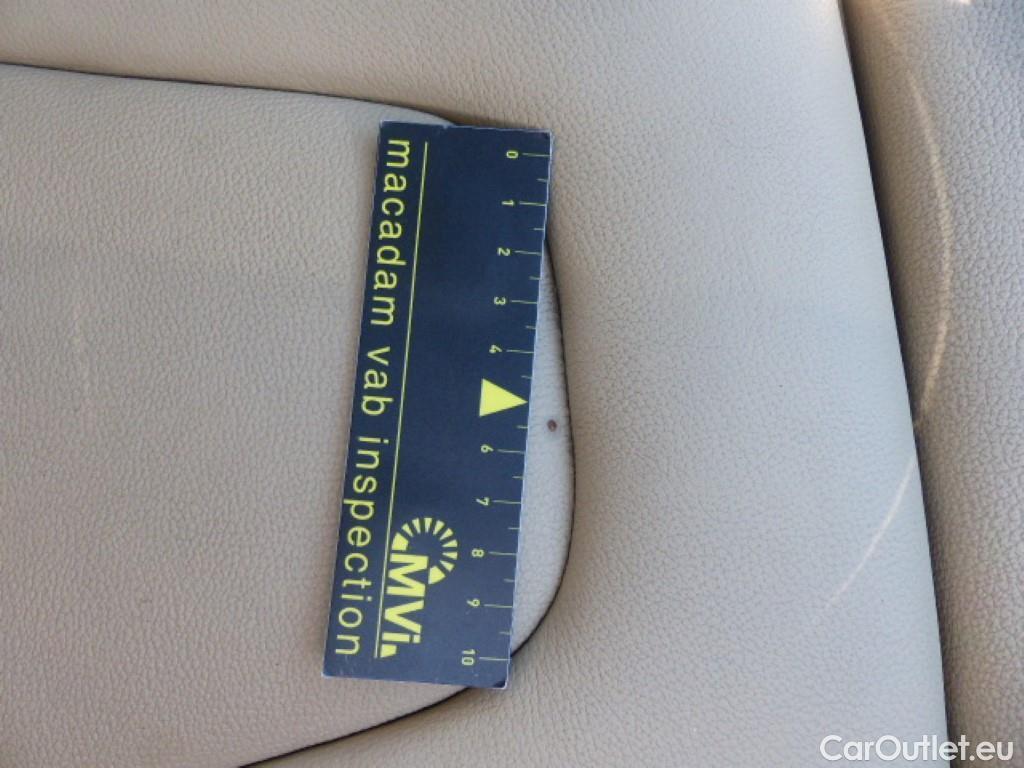 0 1 2 3 4 6 7 8 9 10
MVi
macadam vab inspection
CarOutlet.eu